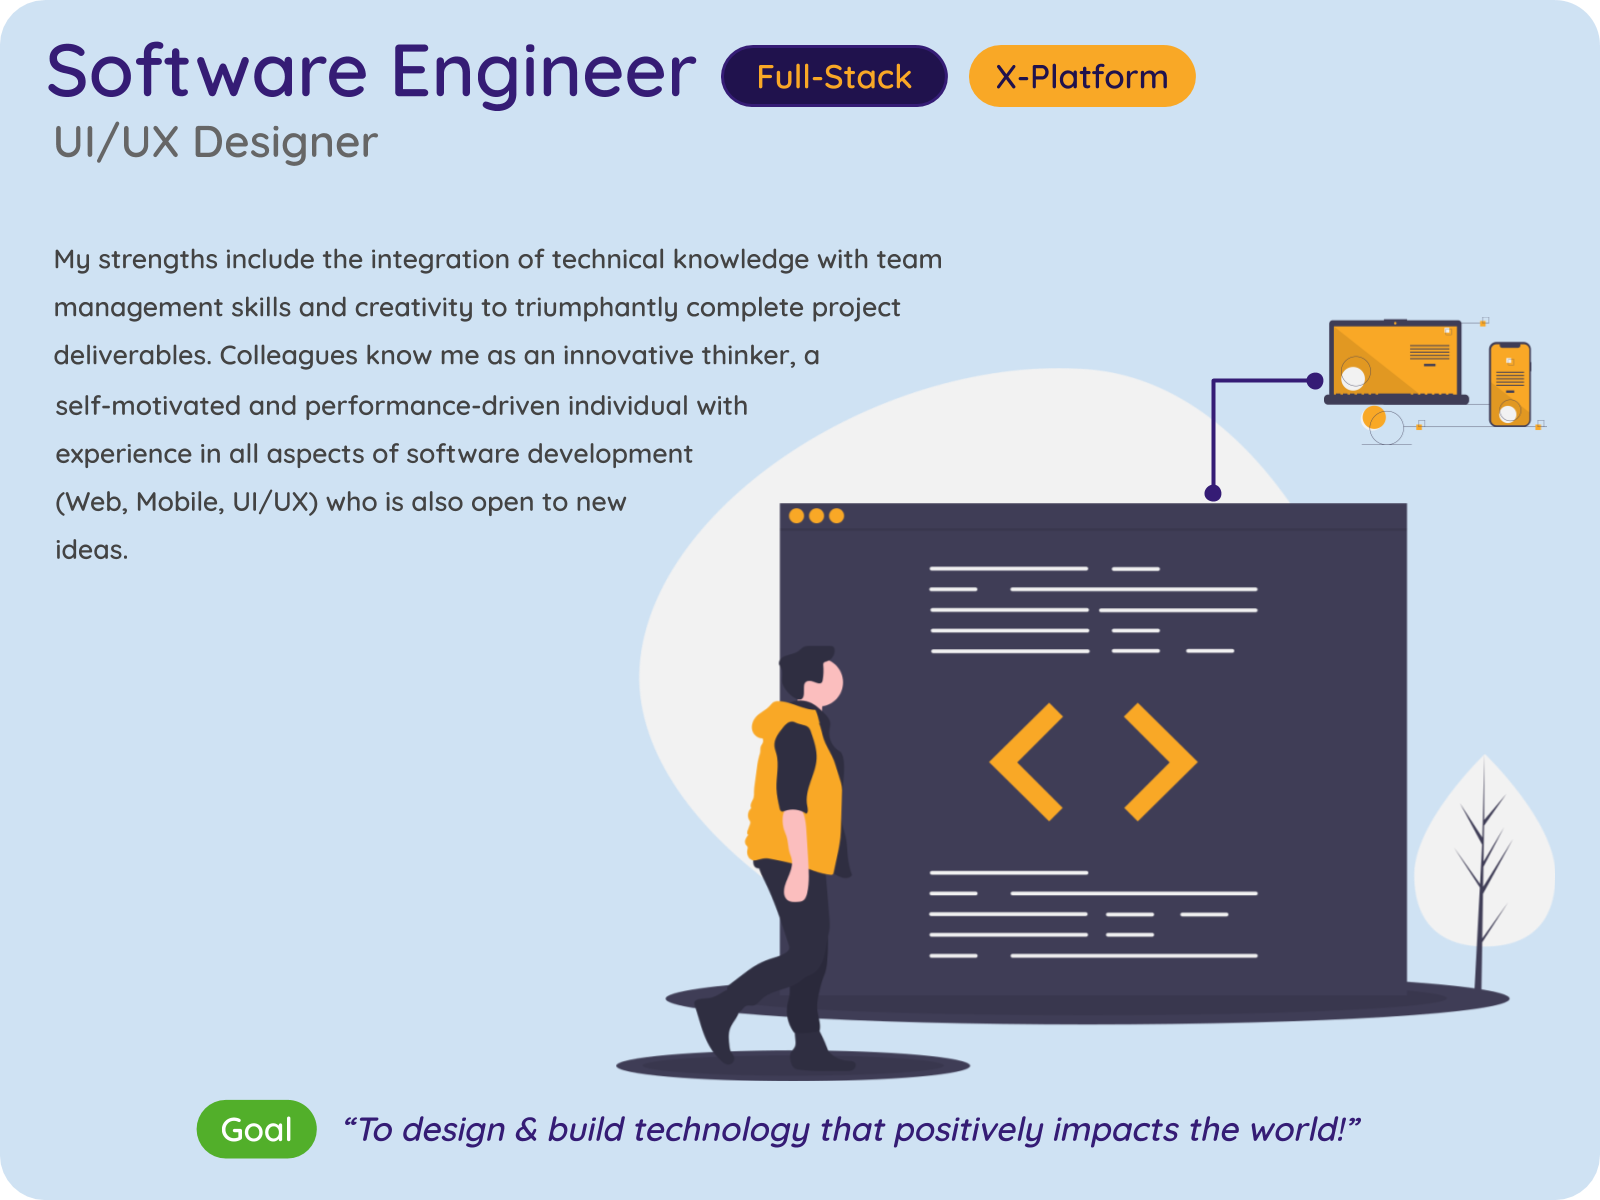 Software Engineer Full-Stack X-Platform
UI/UX Designer
My strengths include the integration of technical knowledge with team
management skills and creativity to triumphantly complete project
deliverables. Colleagues know me as an innovative thinker, a
self-motivated and performance-driven individual with
experience in all aspects of software development
(Web, Mobile, UI/UX) who is also open to new
ideas.
Goal “To design & build technology that positively impacts the world!”